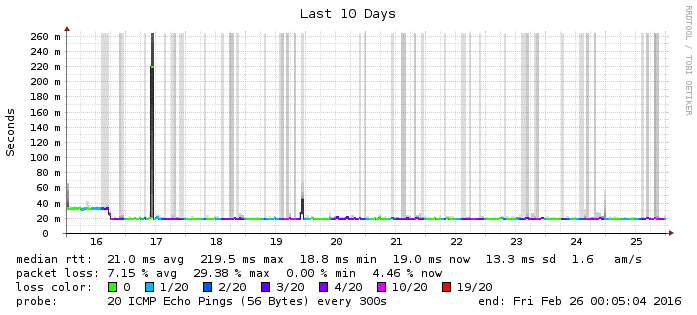 Last 10 Days
RRDTOOL / TOBI OETIKER
Seconds
260 m
240 m
220 m
200 m
180 m
160 m
140 m
120 m
100 m
80 m
60 m
40 m
20 m
0
16 17 18 19 20 21 22 23 24 25
median rtt: 21.0 ms avg 219.5 ms max 18.8 ms min 19.0 ms now 13.3 ms sd 1.6 am/s
packet loss: 7.15 % avg 29.38 % max 0.00 % min 4.46 % now
loss color: 0 1/20 2/20 3/20 4/20 10/20 19/20
probe: 20 ICMP Echo Pings (56 Bytes) every 300s end: Fri Feb 26 00:05:04 2016